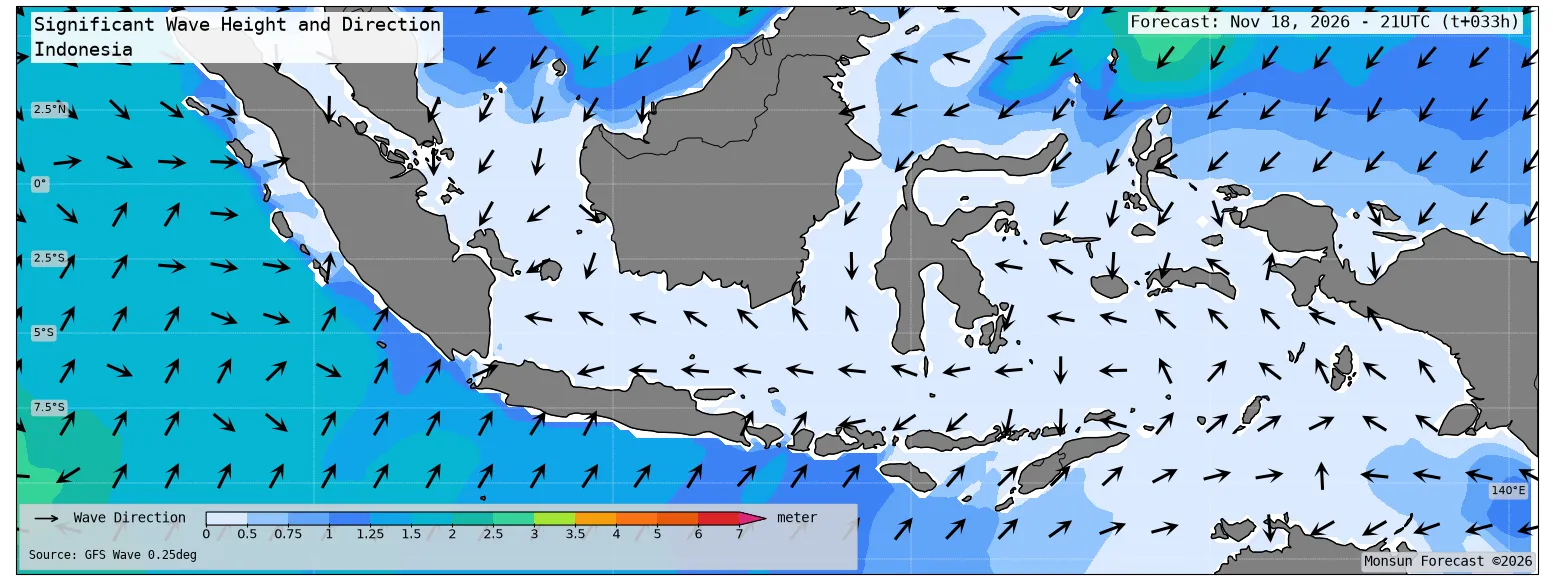 Significant Wave Height and Direction
Indonesia
Forecast: Nov 18, 2026 - 21UTC (t+033h)
2.5°N
0°
2.5°S
5°S
7.5°S
140°E
Wave Direction
0 0.5 0.75 1 1.25 1.5 2 2.5 3 3.5 4 5 6 7
meter
Source: GFS Wave 0.25deg
Monsun Forecast ©2026